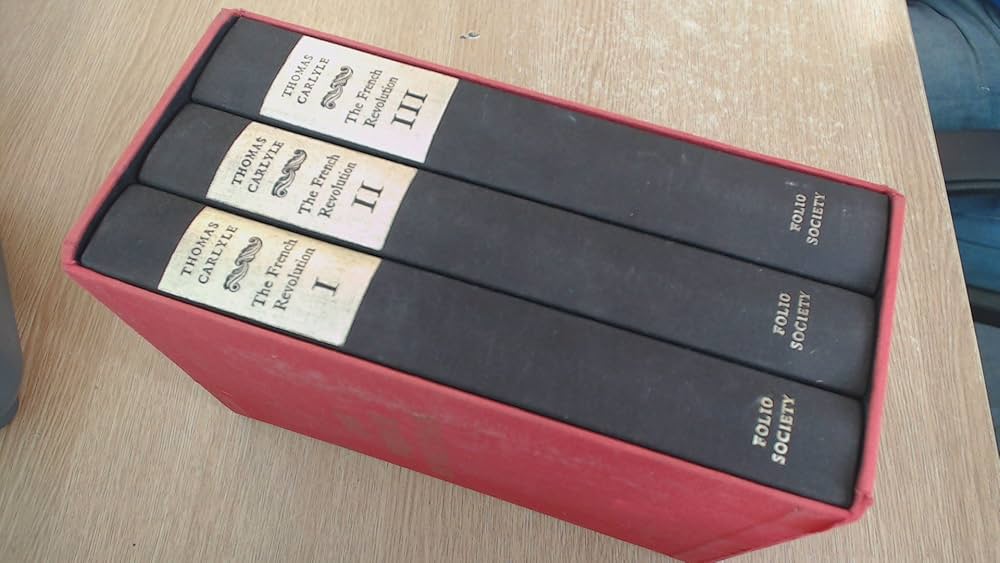 THOMAS
CARLYLE
The French
Revolution
III
FOLIO
SOCIETY
THOMAS
CARLYLE
The French
Revolution
II
FOLIO
SOCIETY
THOMAS
CARLYLE
The French
Revolution
I
FOLIO
SOCIETY